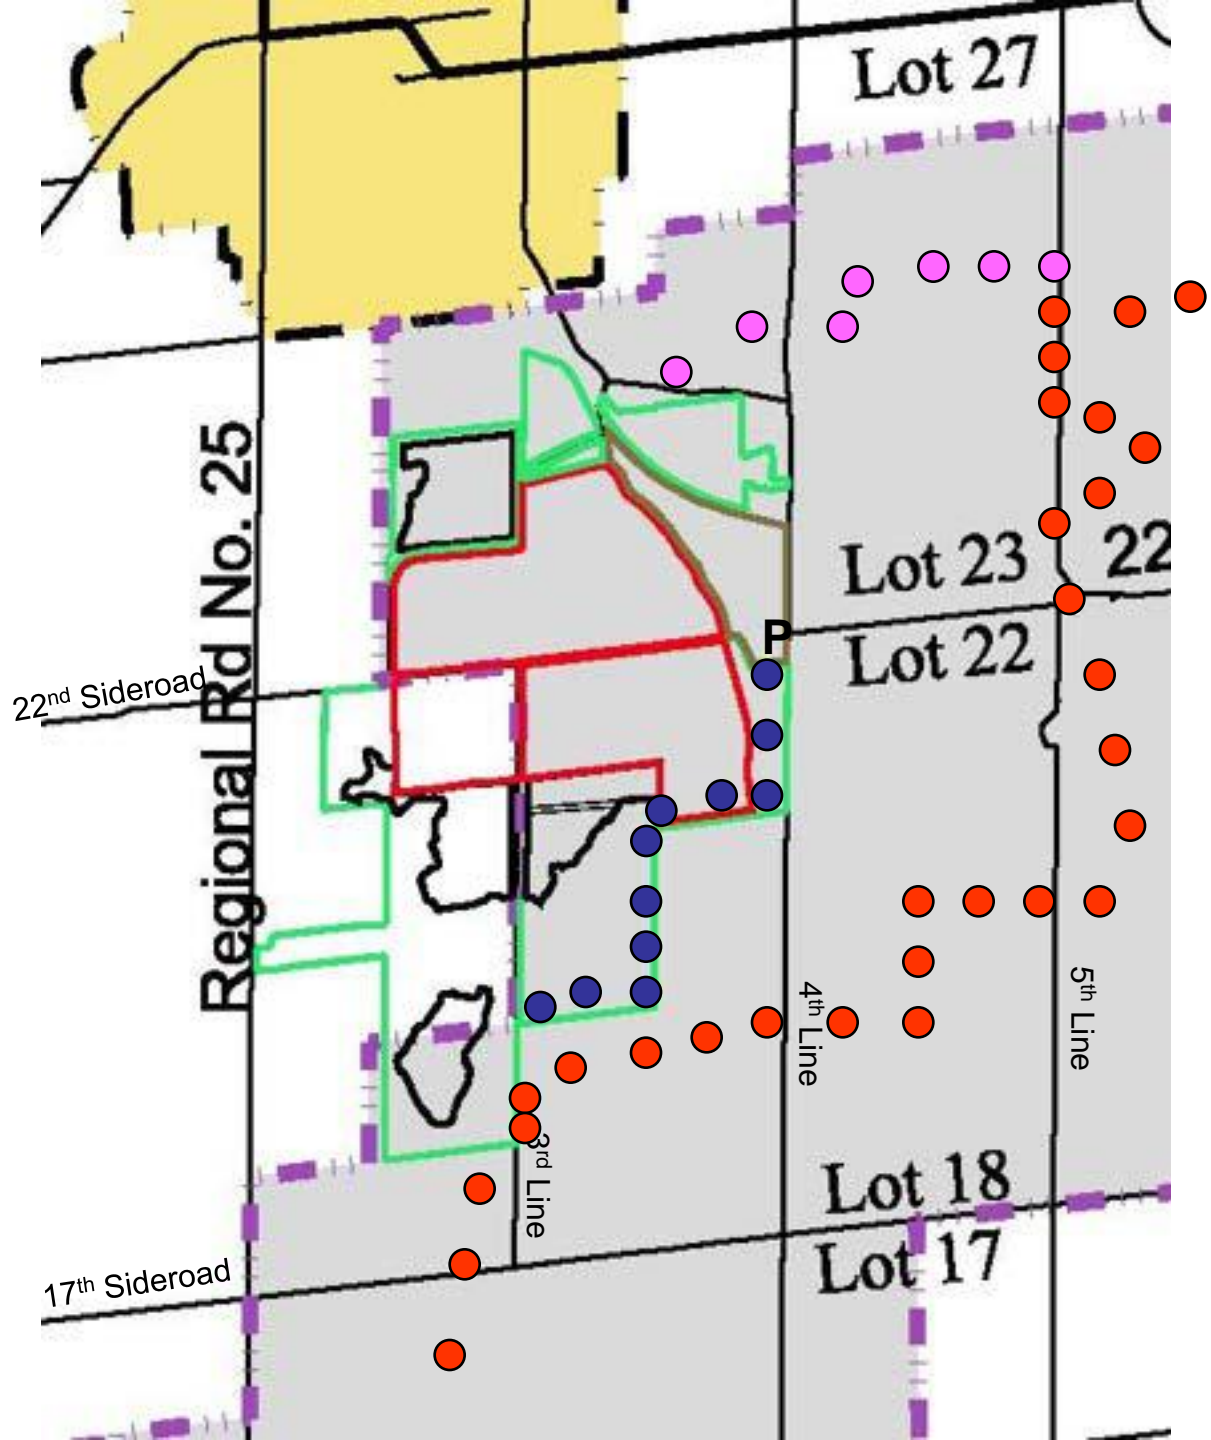 Lot 27
Regional Rd No. 25
Lot 23
22
P
Lot 22
22nd Sideroad
4th Line
5th Line
3rd Line
Lot 18
Lot 17
17th Sideroad